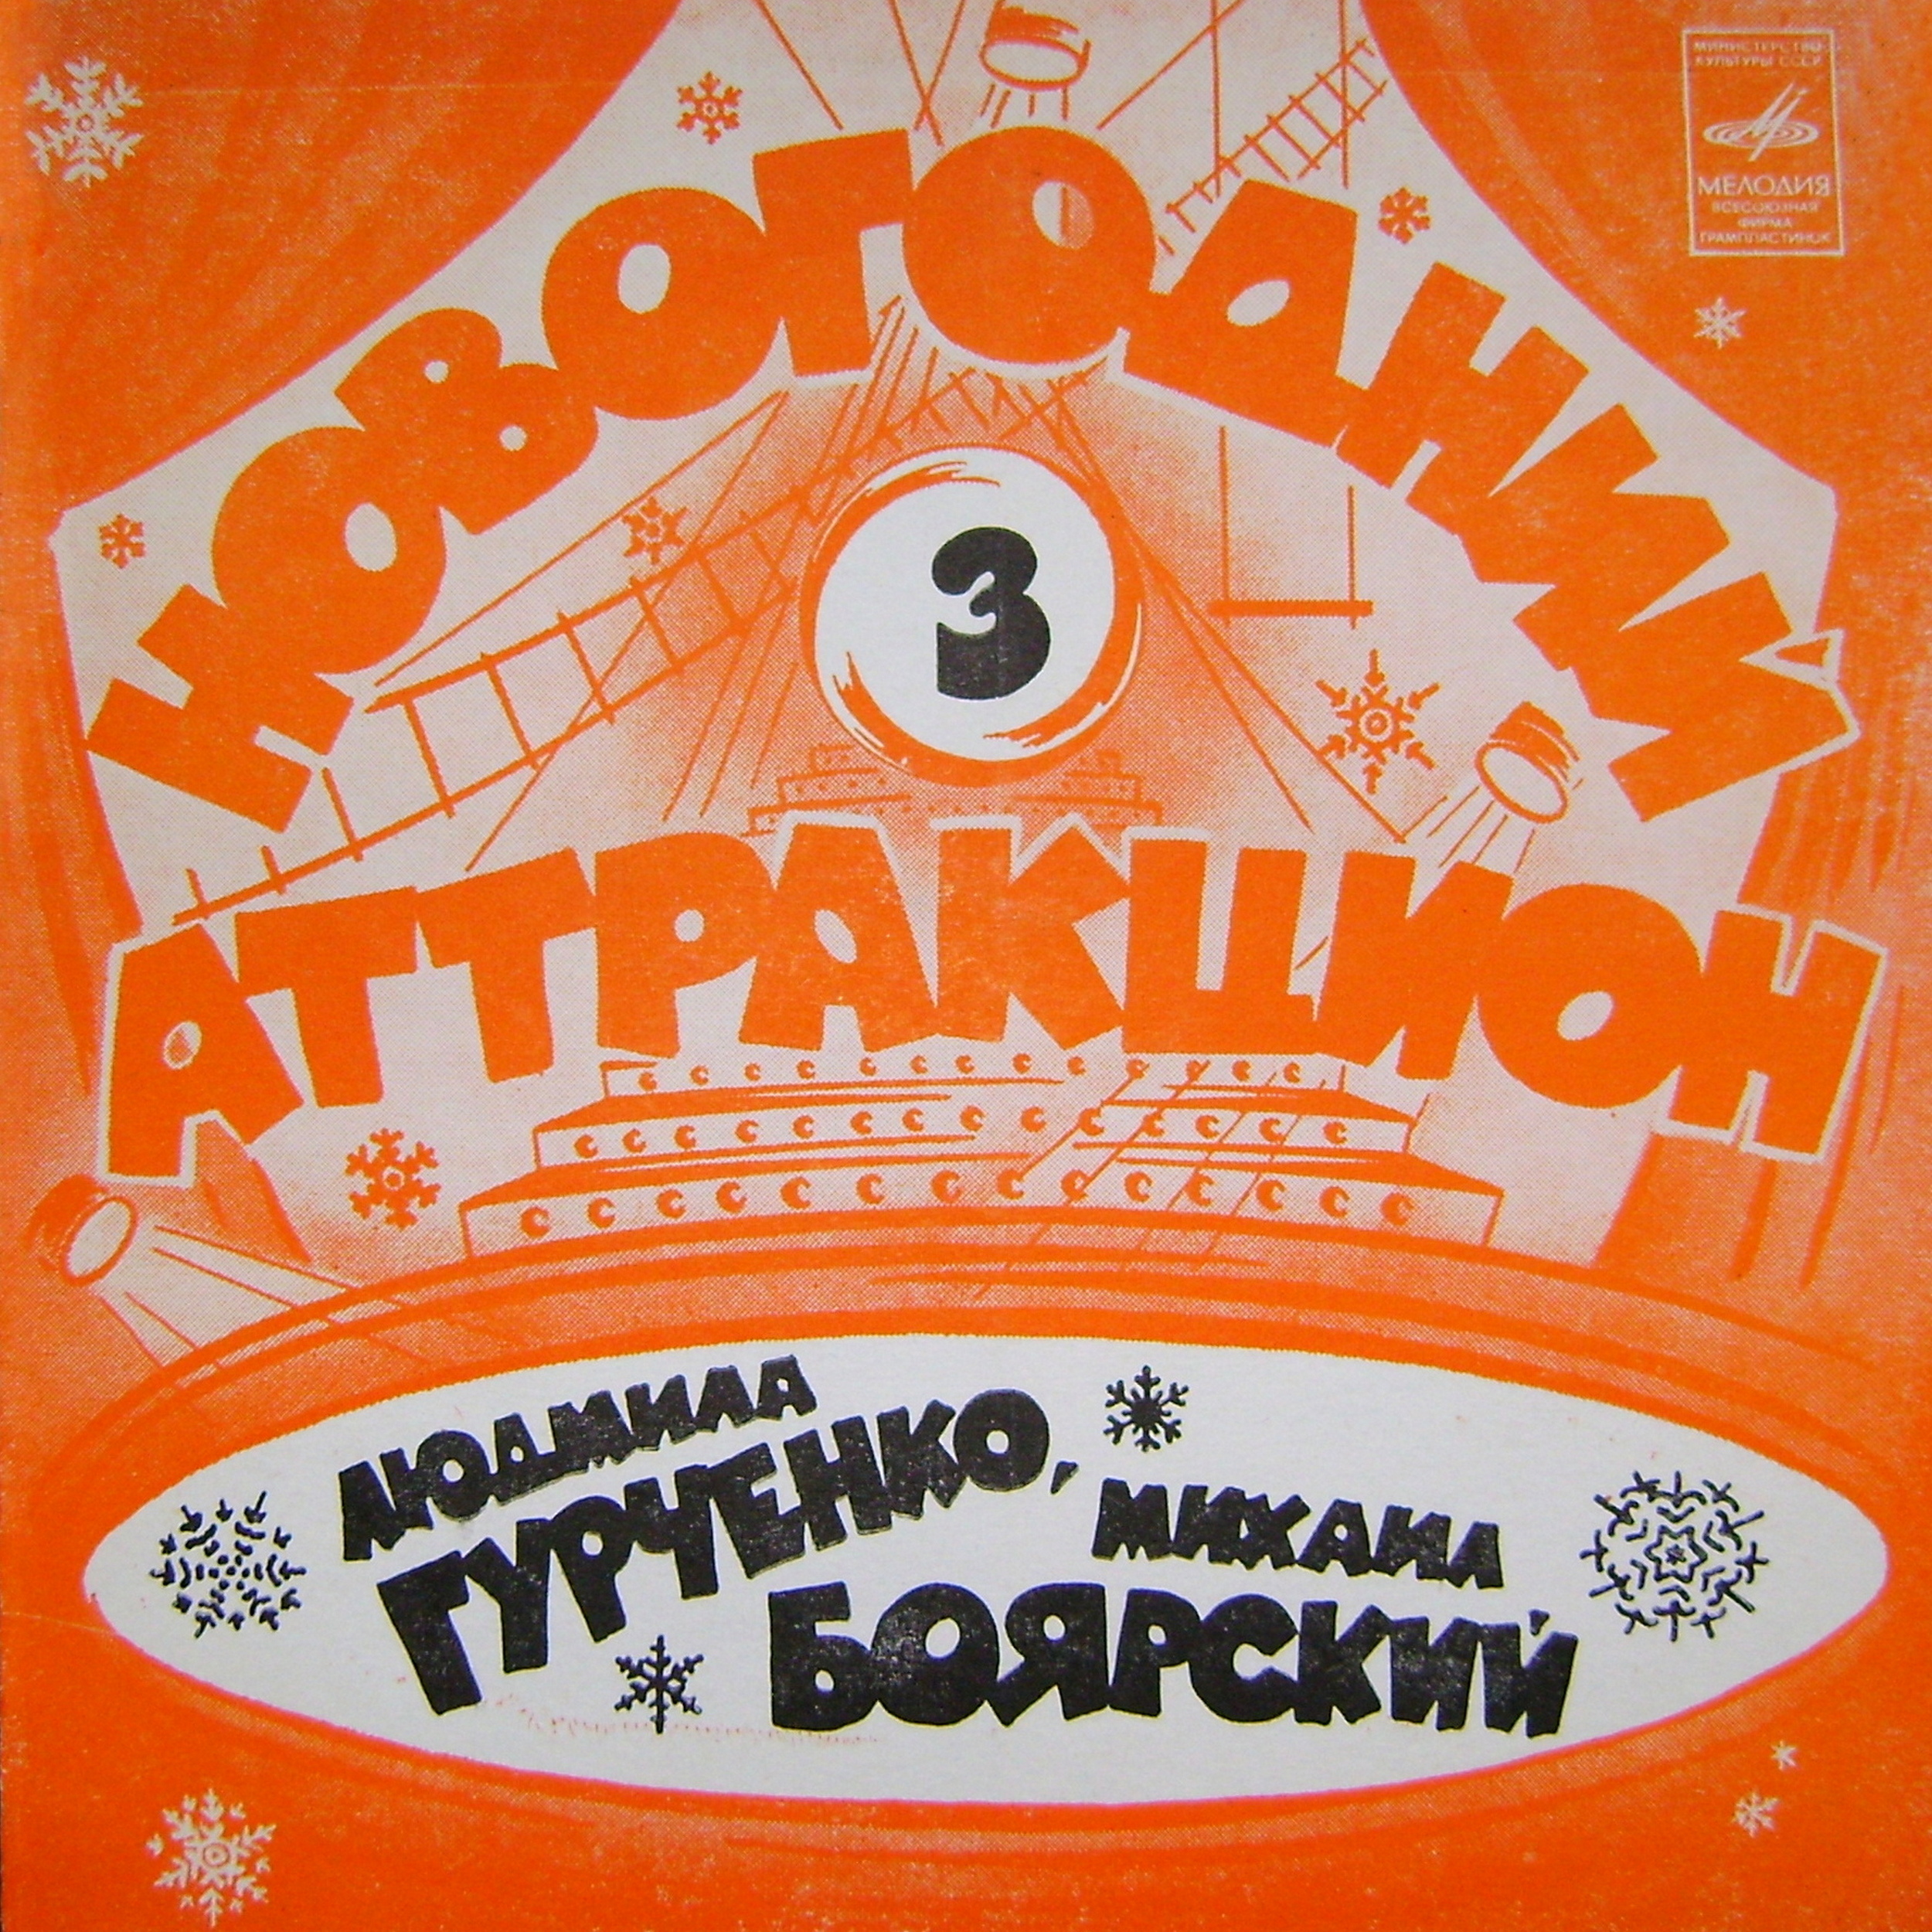 МИНИСТЕРСТВО
КУЛЬТУРЫ СССР
МЕЛОДИЯ
ВСЕСОЮЗНАЯ
ФИРМА
ГРАМПЛАСТИНОК
НОВОГОДНИЙ
3
АТТРАКЦИОН
ЛЮДМИЛА
ГУРЧЕНКО,
МИХАИЛ
БОЯРСКИЙ